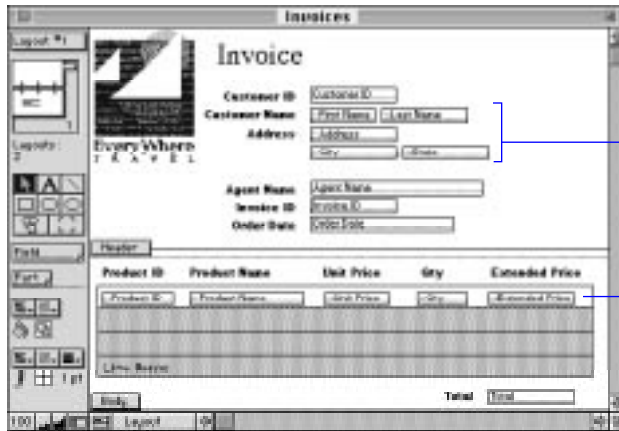 Invoices
Layout #1
Layouts:
2
A
Field
Part
1 pt
100
Layout
Invoice
EveryWhere
TRAVEL
Customer ID Customer ID
Customer Name ::First Name ::Last Name
Address ::Address
::City ::State
Agent Name Agent Name
Invoice ID Invoice ID
Order Date Order Date
Header
Product ID Product Name Unit Price Qty Extended Price
::Product ID ::Product Name ::Unit Price ::Qty ::Extended Price
Line Items
Total Total
Body